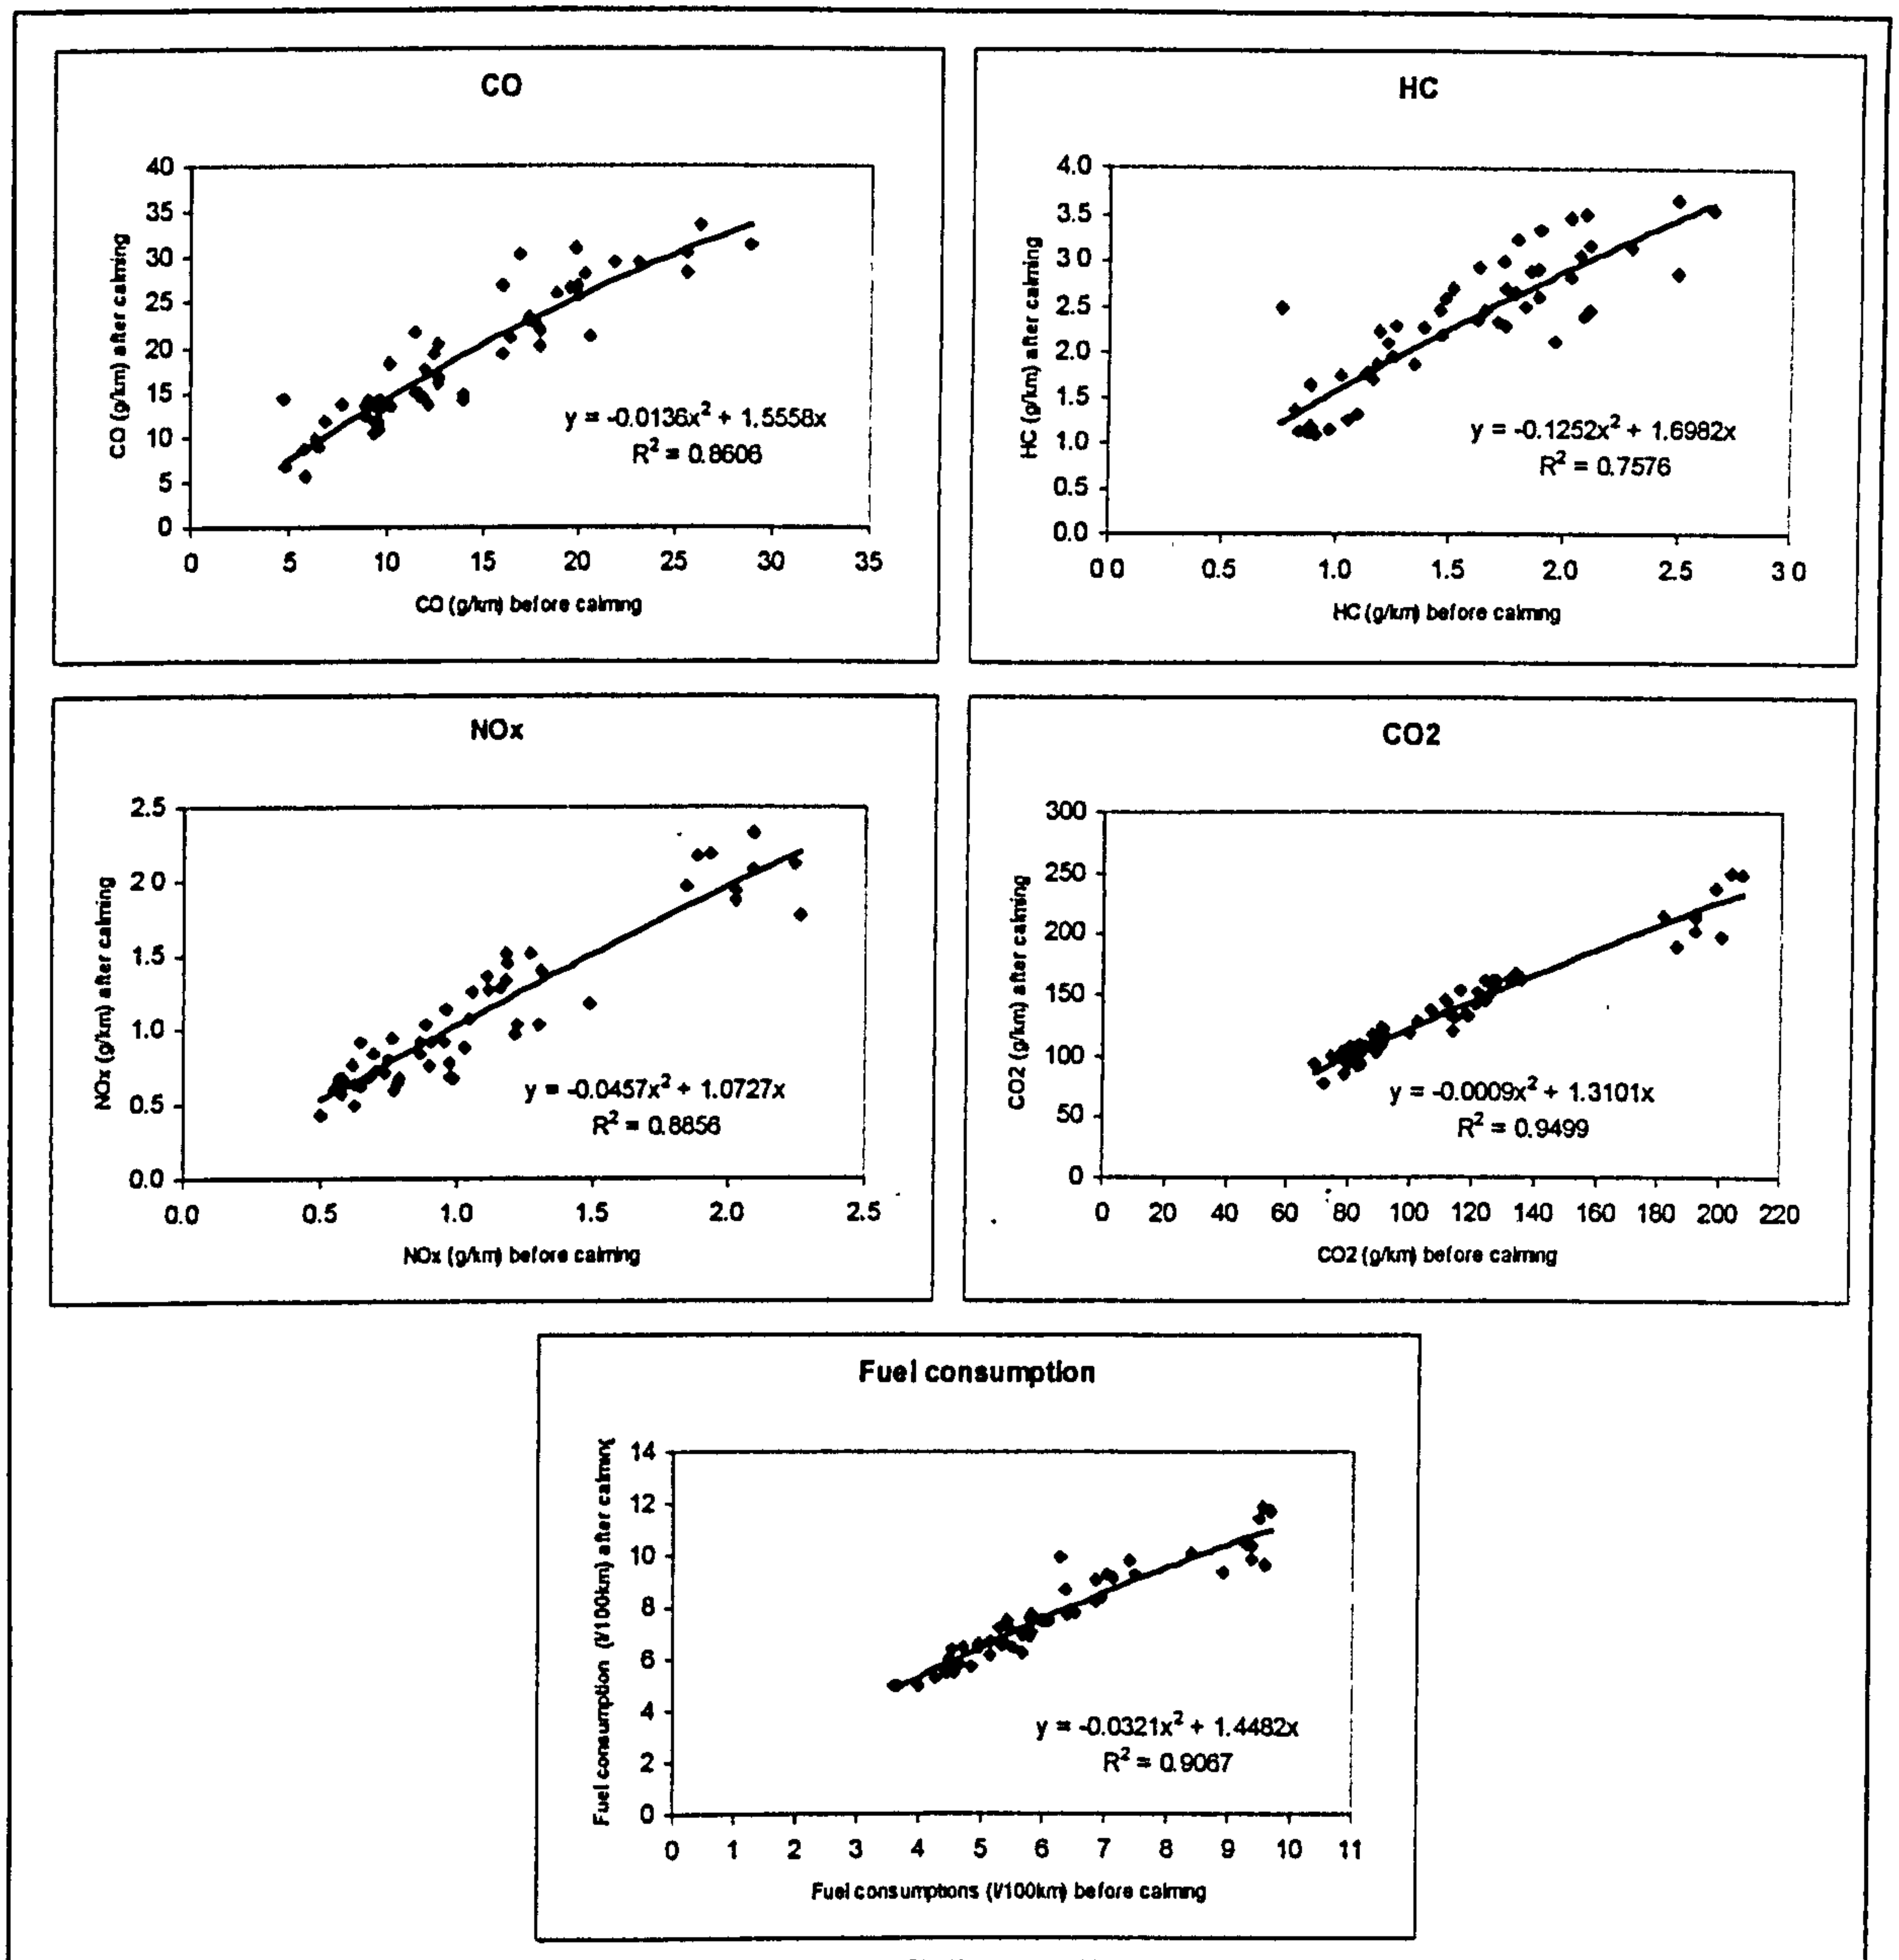 CO
40
35
30
25
20
15
10
5
0
CO (g/km) after calming
y = -0.0136x² + 1.5558x
R² = 0.8606
0 5 10 15 20 25 30 35
CO (g/km) before calming
HC
4.0
3.5
3.0
2.5
2.0
1.5
1.0
0.5
0.0
HC (g/km) after calming
y = -0.1252x² + 1.6982x
R² = 0.7576
0 0 0.5 1.0 1.5 2.0 2.5 3 0
HC (g/km) before calming
NOx
2.5
2 0
1.5
1.0
0.5
0.0
NOx (g/km) after calming
y = -0.0457x² + 1.0727x
R² = 0.8856
0.0 0.5 1.0 1.5 2.0 2.5
NOx (g/km) before calming
CO2
300
250
200
150
100
50
0
CO2 (g/km) after calming
y = -0.0009x² + 1.3101x
R² = 0.9499
0 20 40 60 80 100 120 140 160 180 200 220
CO2 (g/km) before calming
Fuel consumption
14
12
10
8
6
4
2
0
Fuel consumption (l/100km) after calming
y = -0.0321x² + 1.4482x
R² = 0.9067
0 1 2 3 4 5 6 7 8 9 10 11
Fuel consumptions (l/100km) before calming